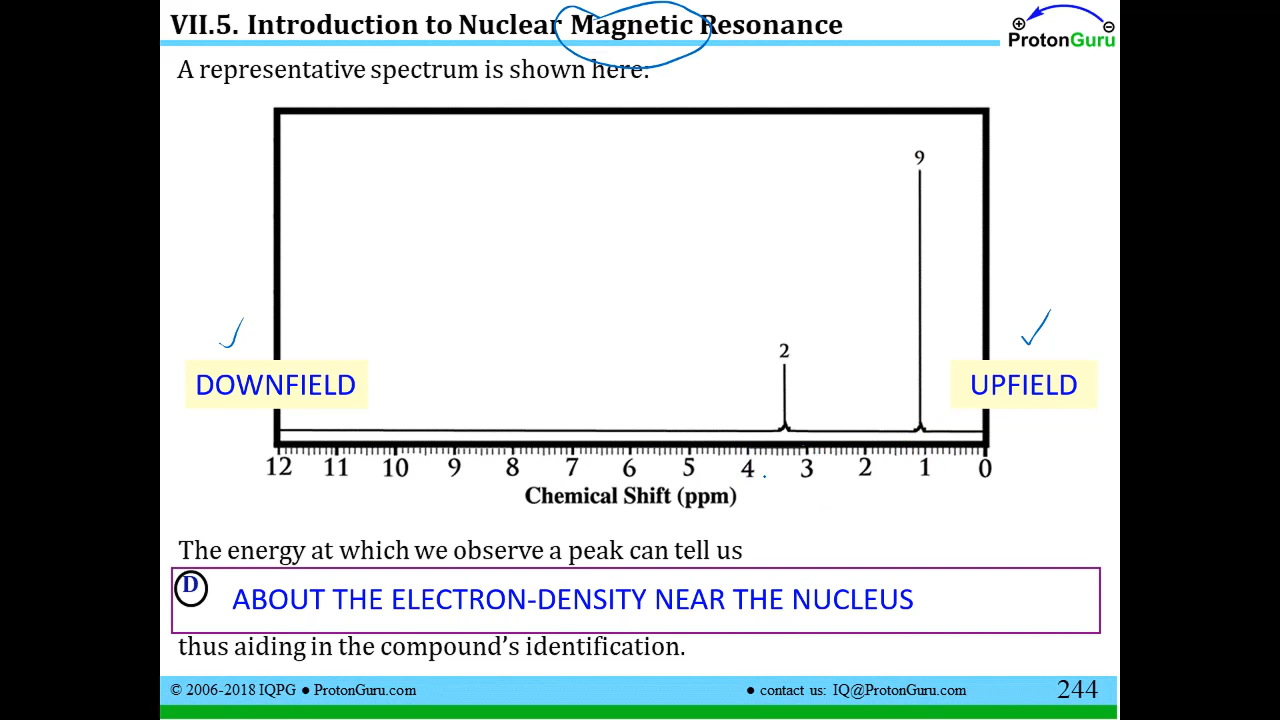 VII.5. Introduction to Nuclear Magnetic Resonance
ProtonGuru
A representative spectrum is shown here:
9
2
DOWNFIELD
UPFIELD
12 11 10 9 8 7 6 5 4 3 2 1 0
Chemical Shift (ppm)
The energy at which we observe a peak can tell us
D ABOUT THE ELECTRON-DENSITY NEAR THE NUCLEUS
thus aiding in the compound’s identification.
© 2006-2018 IQPG ● ProtonGuru.com ● contact us: IQ@ProtonGuru.com 244